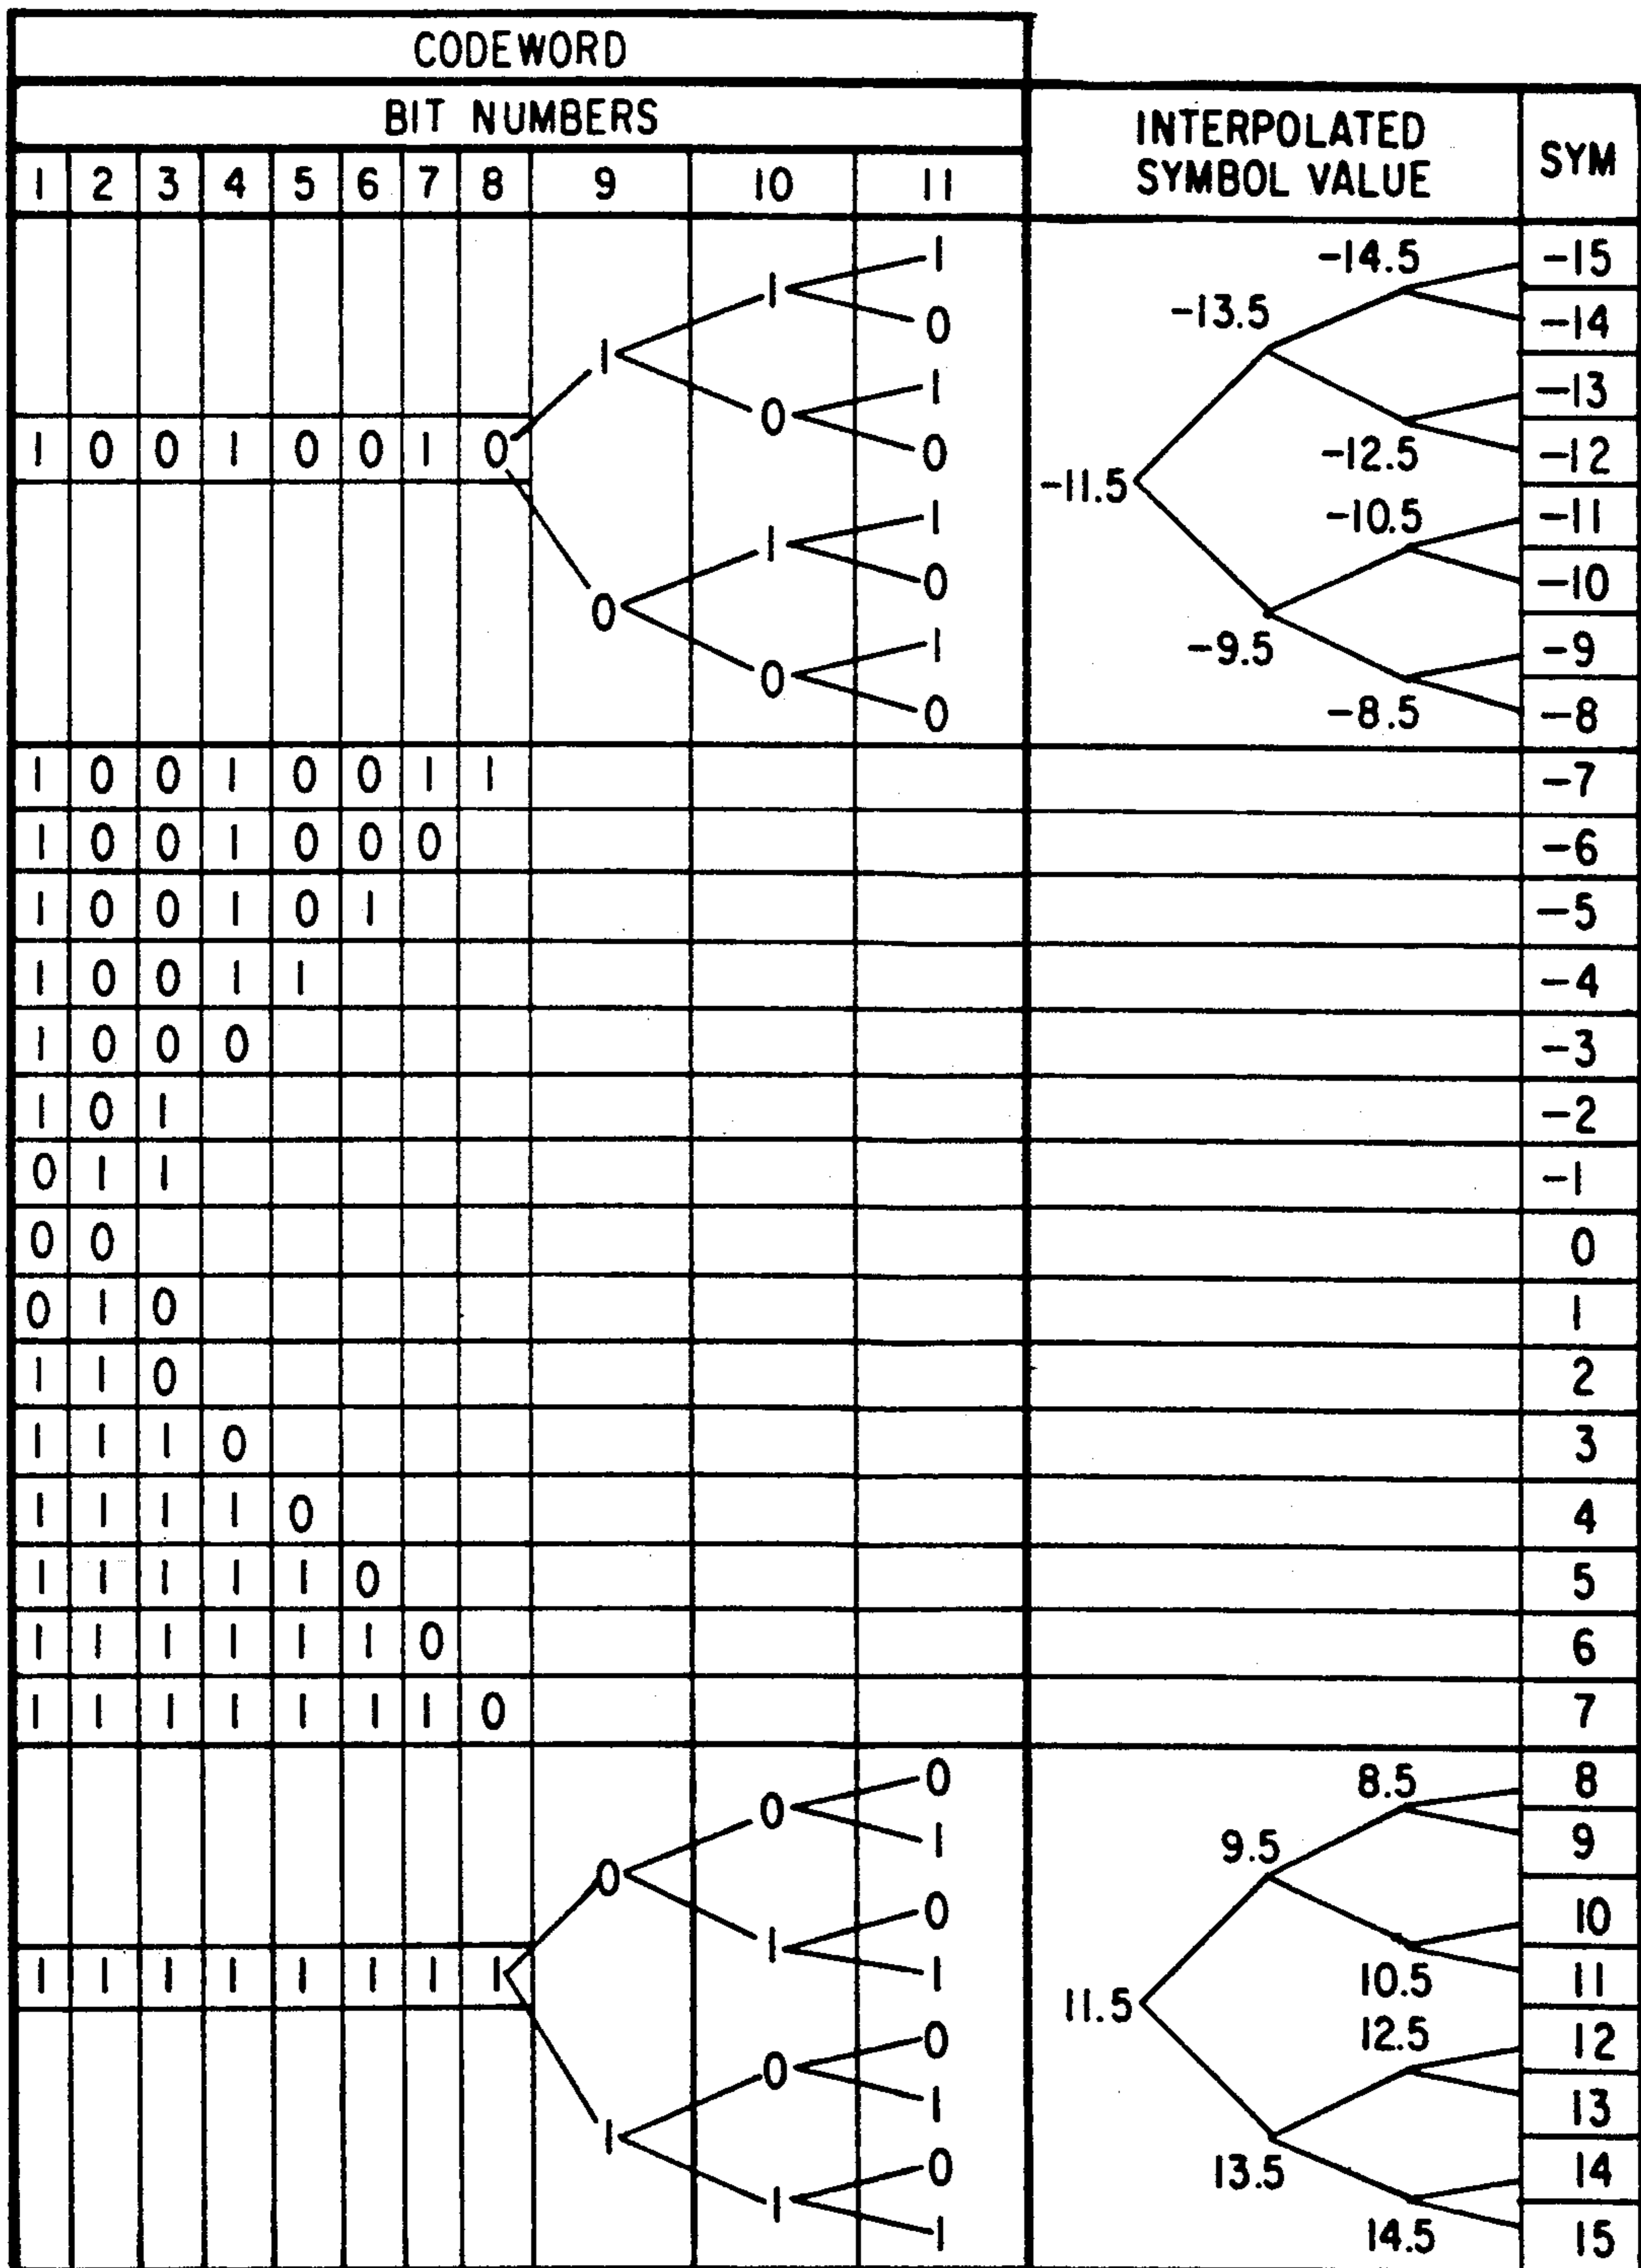 CODEWORD
BIT NUMBERS
INTERPOLATED
SYMBOL VALUE
SYM
1 2 3 4 5 6 7 8 9 10 11
1 -14.5 -15
1 0 -13.5 -14
1 1 -13
1 0 0 1 0 0 1 0 0 0 -12.5 -12
-11.5
1 -10.5 -11
1 0 -10
0 1 -9.5 -9
0 0 -8.5 -8
1 0 0 1 0 0 1 1 -7
1 0 0 1 0 0 0 -6
1 0 0 1 0 1 -5
1 0 0 1 1 -4
1 0 0 0 -3
1 0 1 -2
0 1 1 -1
0 0 0
0 1 0 1
1 1 0 2
1 1 1 0 3
1 1 1 1 0 4
1 1 1 1 1 0 5
1 1 1 1 1 1 0 6
1 1 1 1 1 1 1 0 7
0 8.5 8
0 1 9.5 9
0 0 10
1 1 1 1 1 1 1 1 1 1 10.5 11
11.5
0 12.5 12
0 1 13
1 0 13.5 14
1 1 14.5 15